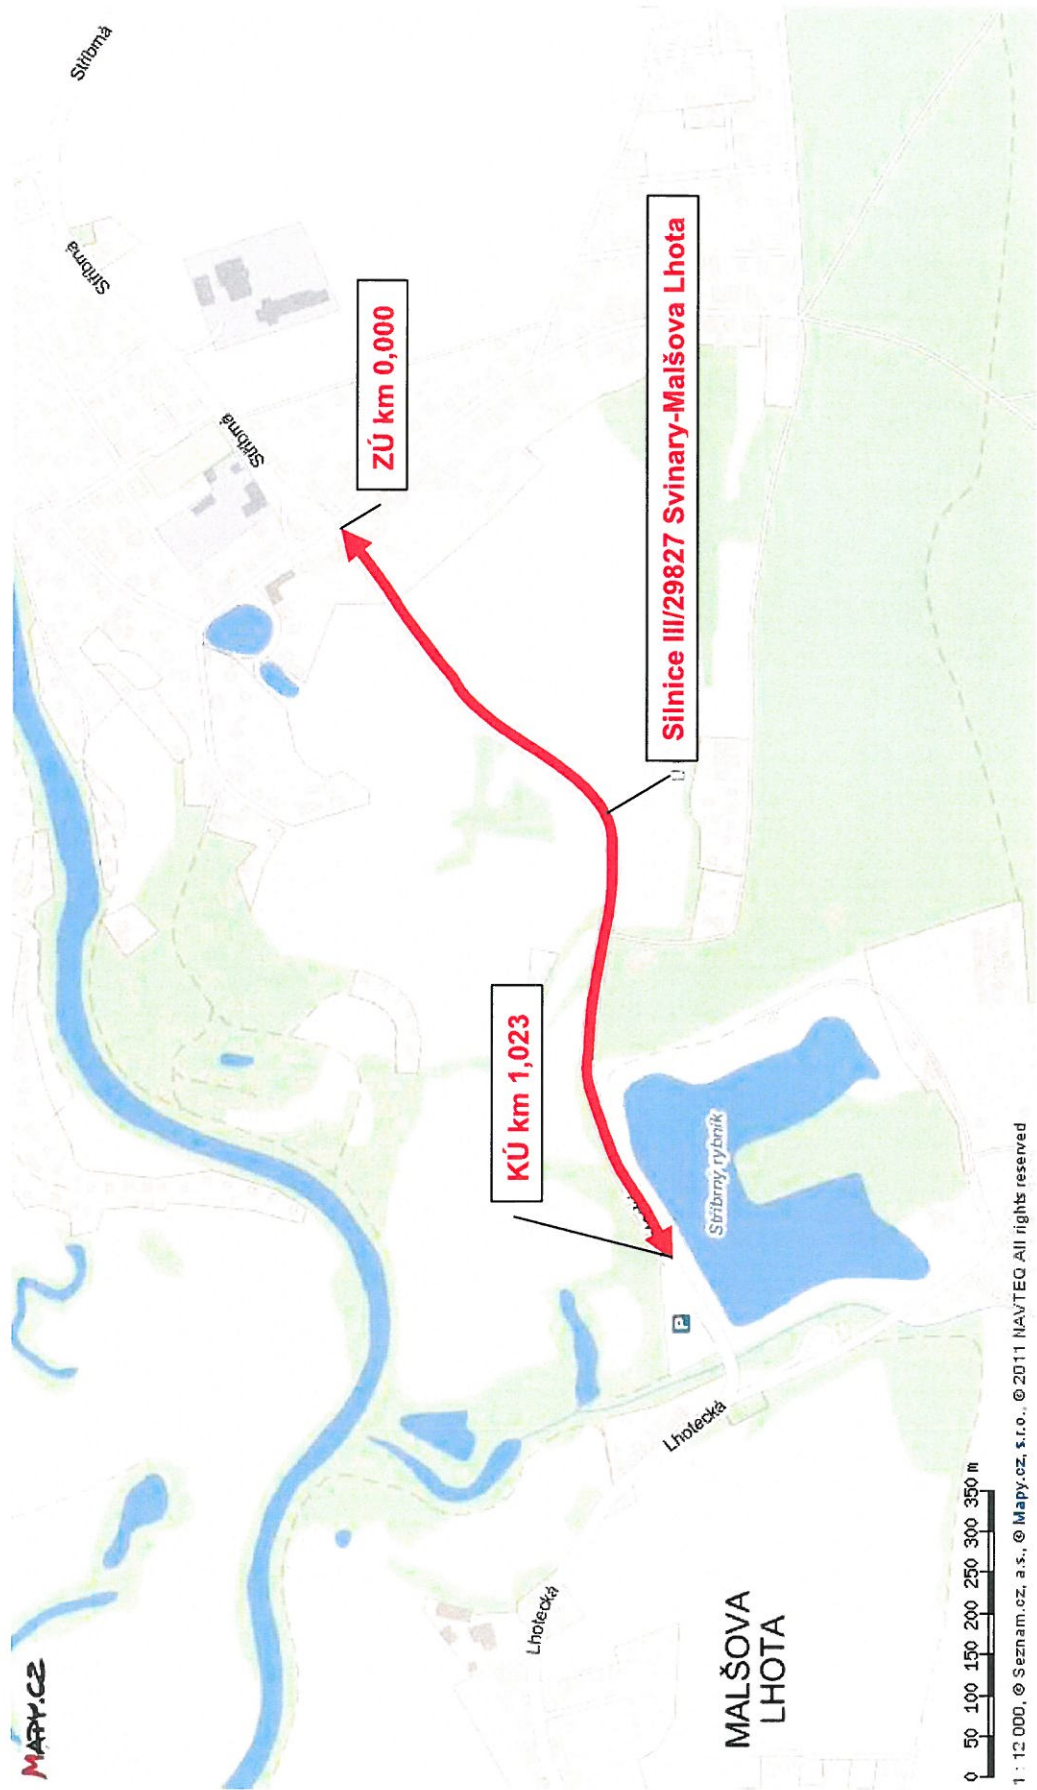 MAPY.CZ
Stříbrná
Stříbrná
Stříbrná
ZÚ km 0,000
KÚ km 1,023
Silnice III/29827 Svinary-Malšova Lhota
Stříbrný rybník
P
Lhotecká
Lhotecká
MALŠOVA
LHOTA
0 50 100 150 200 250 300 350 m
1 : 12 000, © Seznam.cz, a.s., © Mapy.cz, s.r.o., © 2011 NAVTEQ All rights reserved